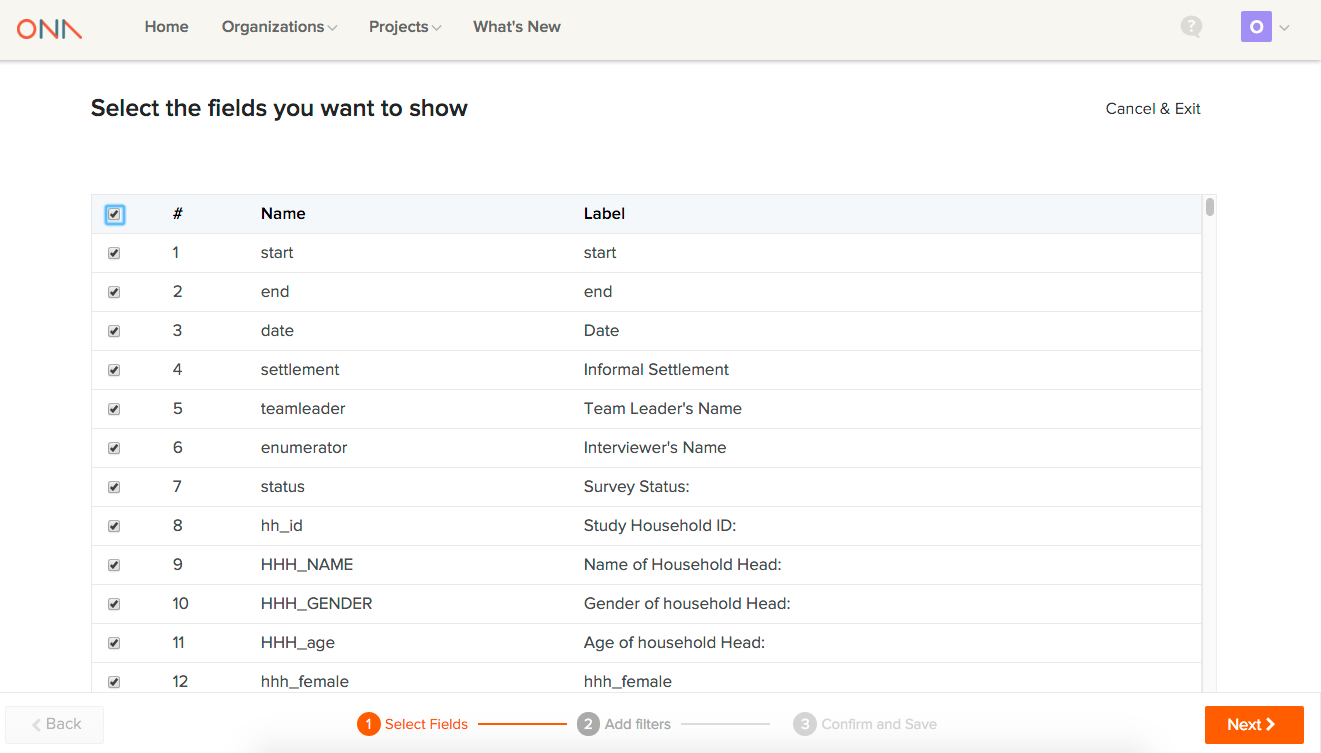 ONA Home Organizations Projects What's New ? O
Select the fields you want to show Cancel & Exit
# Name Label
1 start start
2 end end
3 date Date
4 settlement Informal Settlement
5 teamleader Team Leader's Name
6 enumerator Interviewer's Name
7 status Survey Status:
8 hh_id Study Household ID:
9 HHH_NAME Name of Household Head:
10 HHH_GENDER Gender of household Head:
11 HHH_age Age of household Head:
12 hhh_female hhh_female
Back 1 Select Fields 2 Add filters 3 Confirm and Save Next